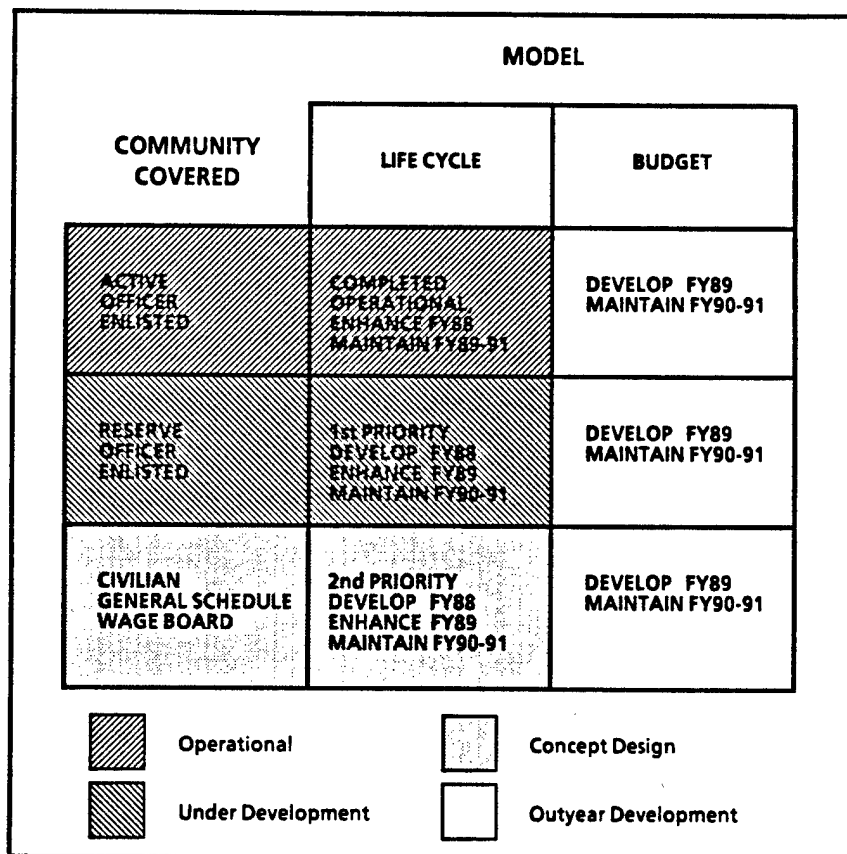 MODEL
COMMUNITY
COVERED
LIFE CYCLE
BUDGET
ACTIVE
OFFICER
ENLISTED
COMPLETED
OPERATIONAL,
ENHANCE FY88
MAINTAIN FY89-91
DEVELOP FY89
MAINTAIN FY90-91
RESERVE
OFFICER
ENLISTED
1st PRIORITY
DEVELOP FY88
ENHANCE FY89
MAINTAIN FY90-91
DEVELOP FY89
MAINTAIN FY90-91
CIVILIAN
GENERAL SCHEDULE
WAGE BOARD
2nd PRIORITY
DEVELOP FY88
ENHANCE FY89
MAINTAIN FY90-91
DEVELOP FY89
MAINTAIN FY90-91
Operational
Concept Design
Under Development
Outyear Development